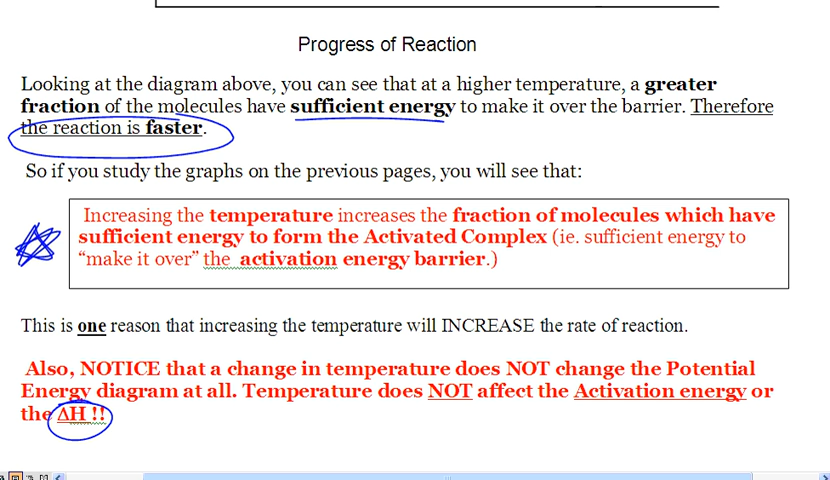 Progress of Reaction
Looking at the diagram above, you can see that at a higher temperature, a greater
fraction of the molecules have sufficient energy to make it over the barrier. Therefore
the reaction is faster.
So if you study the graphs on the previous pages, you will see that:
Increasing the temperature increases the fraction of molecules which have
sufficient energy to form the Activated Complex (ie. sufficient energy to
“make it over” the activation energy barrier.)
This is one reason that increasing the temperature will INCREASE the rate of reaction.
Also, NOTICE that a change in temperature does NOT change the Potential
Energy diagram at all. Temperature does NOT affect the Activation energy or
the ΔH !!